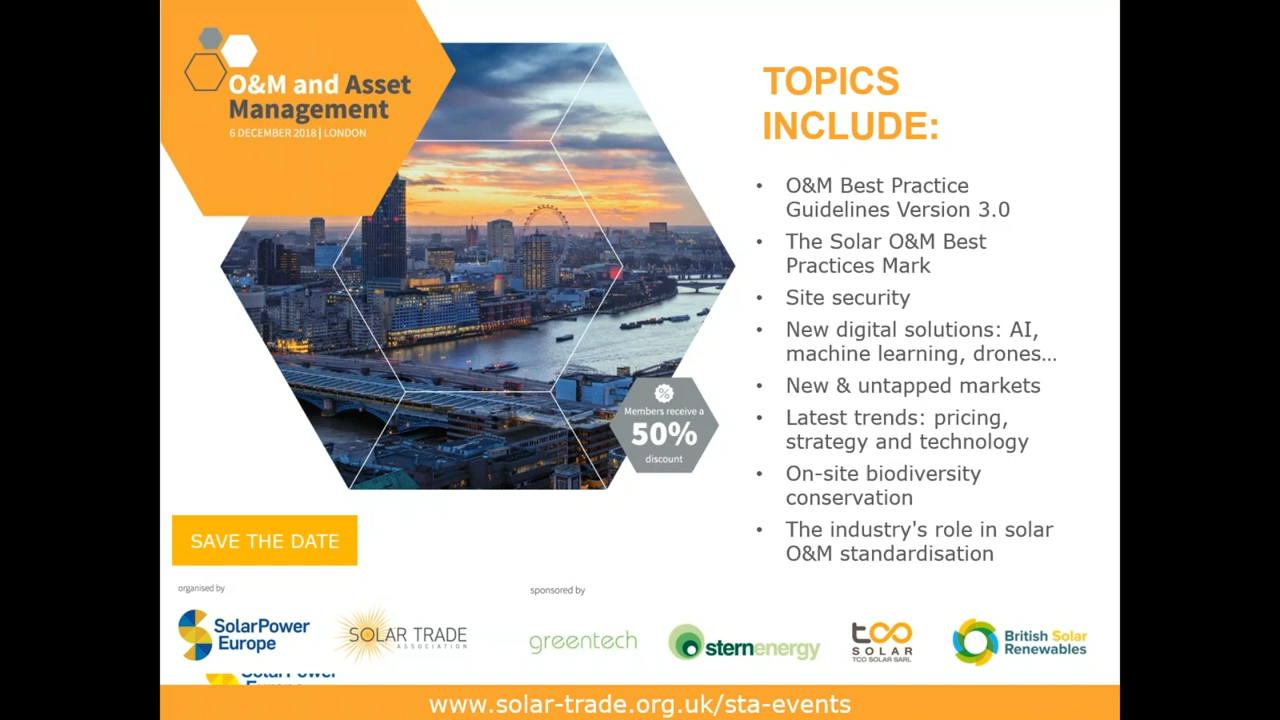 O&M and Asset
Management
6 DECEMBER 2018 | LONDON
Members receive a
50%
discount
TOPICS
INCLUDE:
• O&M Best Practice
Guidelines Version 3.0
• The Solar O&M Best
Practices Mark
• Site security
• New digital solutions: AI,
machine learning, drones…
• New & untapped markets
• Latest trends: pricing,
strategy and technology
• On-site biodiversity
conservation
• The industry's role in solar
O&M standardisation
SAVE THE DATE
organised by
SolarPower
Europe
SOLAR TRADE
ASSOCIATION
sponsored by
greentech
sternenergy
tco
SOLAR
TCO SOLAR SARL
British Solar
Renewables
SolarPower
Europe
www.solar-trade.org.uk/sta-events